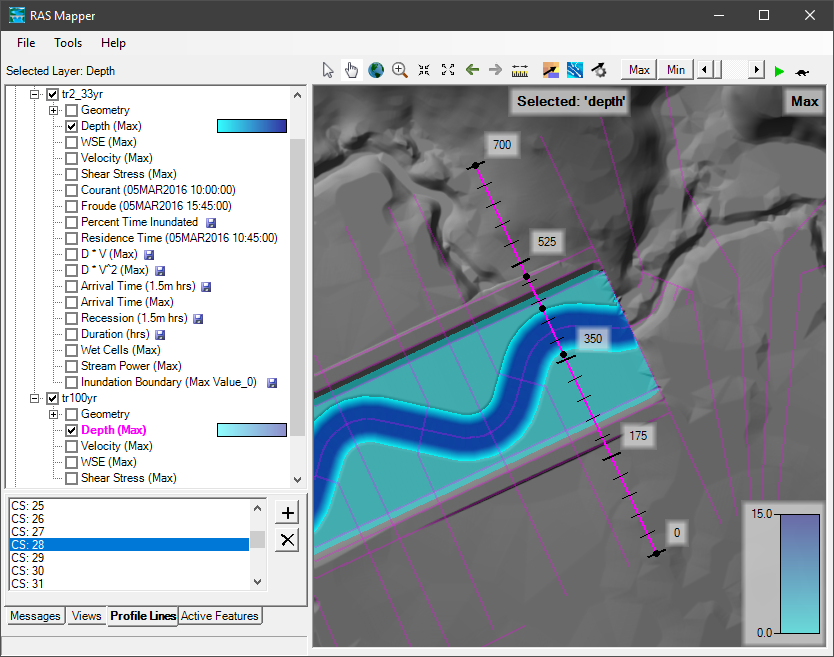 RAS Mapper
File Tools Help
Selected Layer: Depth
Max Min
tr2_33yr
Geometry
Depth (Max)
WSE (Max)
Velocity (Max)
Shear Stress (Max)
Courant (05MAR2016 10:00:00)
Froude (05MAR2016 15:45:00)
Percent Time Inundated
Residence Time (05MAR2016 10:45:00)
D * V (Max)
D * V^2 (Max)
Arrival Time (1.5m hrs)
Arrival Time (Max)
Recession (1.5m hrs)
Duration (hrs)
Wet Cells (Max)
Stream Power (Max)
Inundation Boundary (Max Value_0)
tr100yr
Geometry
Depth (Max)
Velocity (Max)
WSE (Max)
Shear Stress (Max)
CS: 25
CS: 26
CS: 27
CS: 28
CS: 29
CS: 30
CS: 31
Messages Views Profile Lines Active Features
Selected: 'depth'
Max
700
525
350
175
0
15.0
0.0